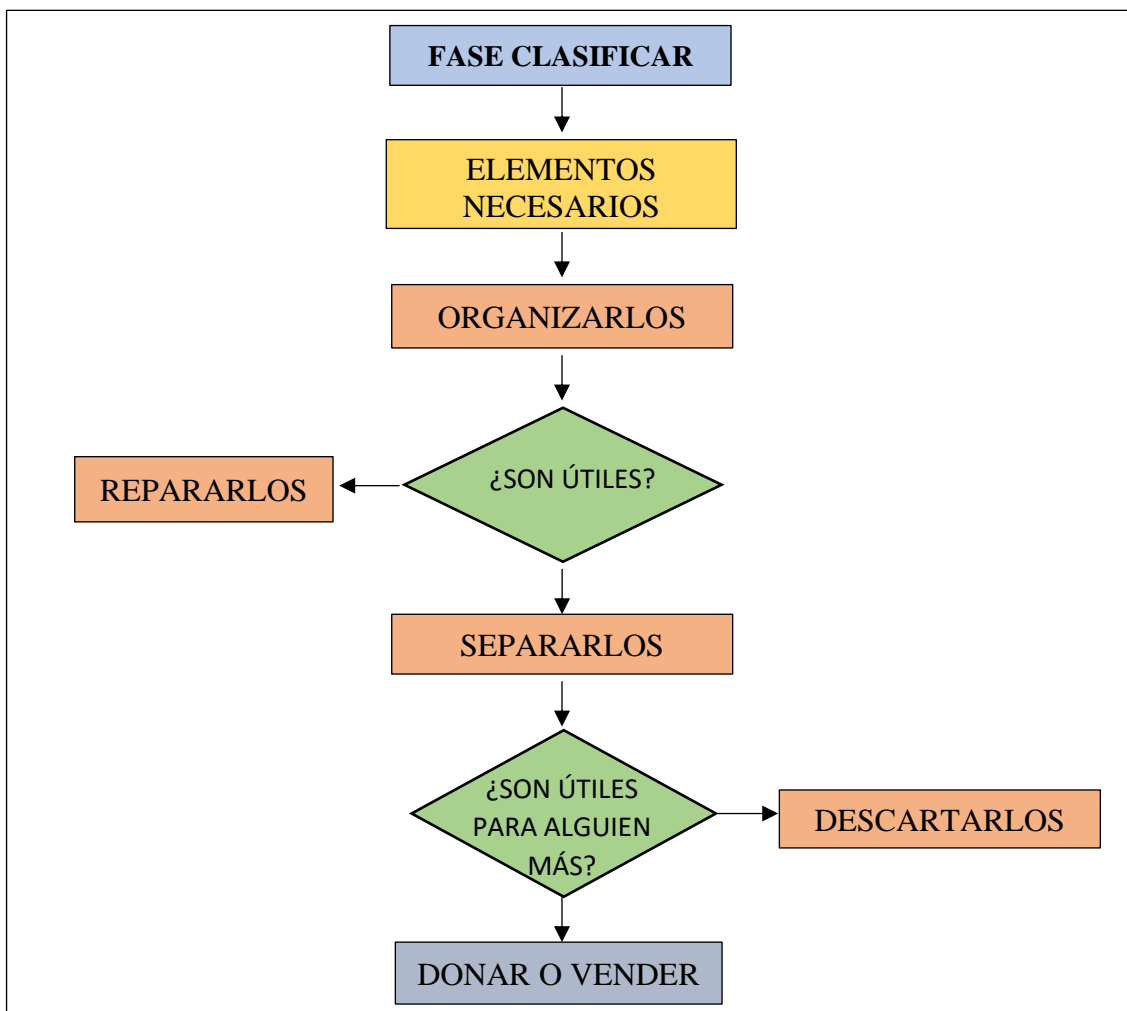 FASE CLASIFICAR
ELEMENTOS
NECESARIOS
ORGANIZARLOS
¿SON ÚTILES?
REPARARLOS
SEPARARLOS
¿SON ÚTILES
PARA ALGUIEN
MÁS?
DESCARTARLOS
DONAR O VENDER